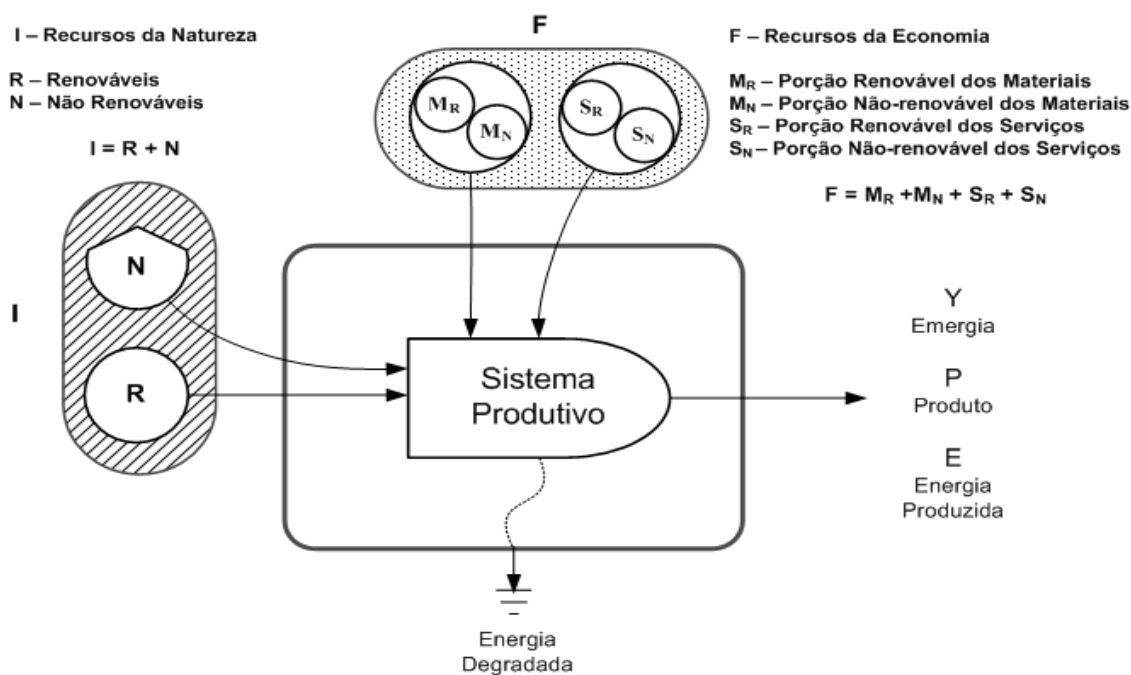 I – Recursos da Natureza
R – Renováveis
N – Não Renováveis
I = R + N
F
F – Recursos da Economia
M_R – Porção Renovável dos Materiais
M_N – Porção Não-renovável dos Materiais
S_R – Porção Renovável dos Serviços
S_N – Porção Não-renovável dos Serviços
F = M_R +M_N + S_R + S_N
M_R
M_N
S_R
S_N
I
N
R
Sistema
Produtivo
Y
Emergia
P
Produto
E
Energia
Produzida
Energia
Degradada